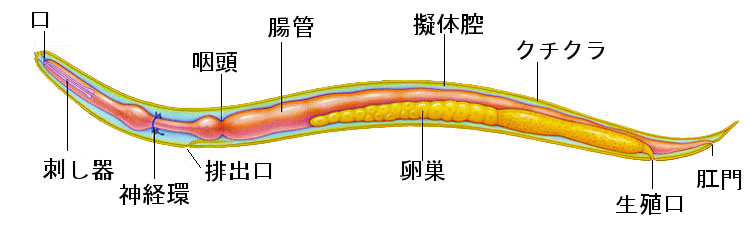 口
腸管
擬体腔
咽頭
クチクラ
刺し器
神経環
排出口
卵巣
生殖口
肛門